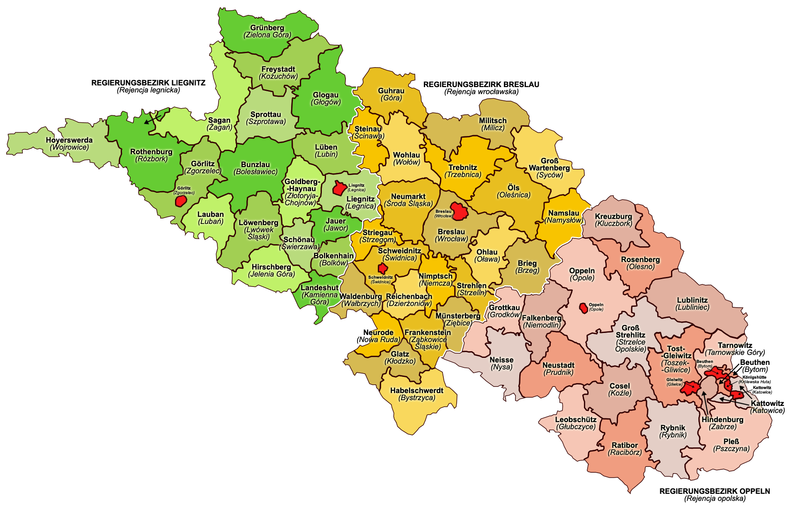 REGIERUNGSBEZIRK LIEGNITZ
(Rejencja legnicka)
Grünberg
(Zielona Góra)
Freystadt
(Kożuchów)
Sagan
(Żagań)
Sprottau
(Szprotawa)
Glogau
(Głogów)
Hoyerswerda
(Wojrowice)
Rothenburg
(Rózbork)
Görlitz
(Zgorzelec)
Görlitz
(Zgorzelec)
Bunzlau
(Bolesławiec)
Lüben
(Lubin)
Goldberg-
-Haynau
(Złotoryja-
Chojnów)
Liegnitz
(Legnica)
Liegnitz
(Legnica)
Lauban
(Lubań)
Löwenberg
(Lwówek
Śląski)
Schönau
(Świerzawa)
Jauer
(Jawor)
Bolkenhain
(Bolków)
Hirschberg
(Jelenia Góra)
Landeshut
(Kamienna
Góra)
REGIERUNGSBEZIRK BRESLAU
(Rejencja wrocławska)
Guhrau
(Góra)
Steinau
(Ścinawa)
Wohlau
(Wołów)
Militsch
(Milicz)
Trebnitz
(Trzebnica)
Groß
Wartenberg
(Syców)
Neumarkt
(Środa Śląska)
Öls
(Oleśnica)
Namslau
(Namysłów)
Breslau
(Wrocław)
Breslau
(Wrocław)
Striegau
(Strzegom)
Schweidnitz
(Świdnica)
Schweidnitz
(Świdnica)
Ohlau
(Oława)
Brieg
(Brzeg)
Nimptsch
(Niemcza)
Strehlen
(Strzelin)
Waldenburg
(Wałbrzych)
Reichenbach
(Dzierżoniów)
Münsterberg
(Ziębice)
Neurode
(Nowa Ruda)
Frankenstein
(Ząbkowice
Śląskie)
Glatz
(Kłodzko)
Habelschwerdt
(Bystrzyca)
Kreuzburg
(Kluczbork)
Rosenberg
(Olesno)
Oppeln
(Opole)
Oppeln
(Opole)
Lublinitz
(Lubliniec)
Grottkau
(Grodków)
Falkenberg
(Niemodlin)
Groß
Strehlitz
(Strzelce
Opolskie)
Tost-
-Gleiwitz
(Toszek-
-Gliwice)
Tarnowitz
(Tarnowskie Góry)
Beuthen
(Bytom)
Beuthen
(Bytom)
Königshütte
(Królewska Huta)
Kattowitz
(Katowice)
Gleiwitz
(Gliwice)
Kattowitz
(Katowice)
Hindenburg
(Zabrze)
Neisse
(Nysa)
Neustadt
(Prudnik)
Cosel
(Koźle)
Leobschütz
(Głubczyce)
Ratibor
(Racibórz)
Rybnik
(Rybnik)
Pleß
(Pszczyna)
REGIERUNGSBEZIRK OPPELN
(Rejencja opolska)